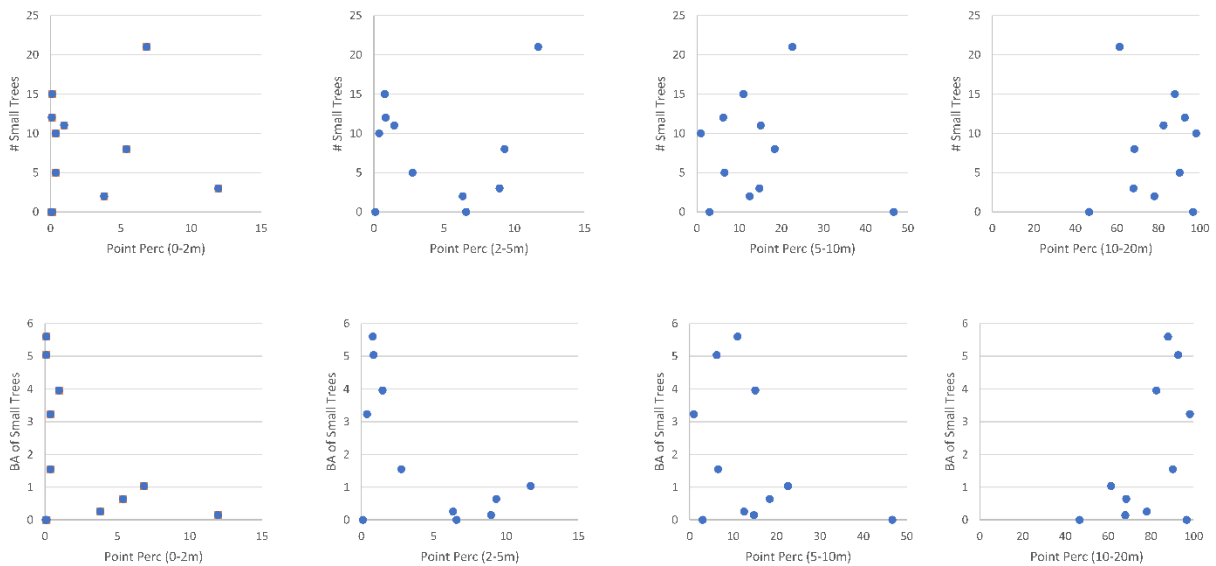 25
20
15
10
5
0
# Small Trees
0 5 10 15
Point Perc (0-2m)
25
20
15
10
5
0
# Small Trees
0 5 10 15
Point Perc (2-5m)
25
20
15
10
5
0
# Small Trees
0 10 20 30 40 50
Point Perc (5-10m)
25
20
15
10
5
0
# Small Trees
0 20 40 60 80 100
Point Perc (10-20m)
6
5
4
3
2
1
0
BA of Small Trees
0 5 10 15
Point Perc (0-2m)
6
5
4
3
2
1
0
BA of Small Trees
0 5 10 15
Point Perc (2-5m)
6
5
4
3
2
1
0
BA of Small Trees
0 10 20 30 40 50
Point Perc (5-10m)
6
5
4
3
2
1
0
BA of Small Trees
0 20 40 60 80 100
Point Perc (10-20m)